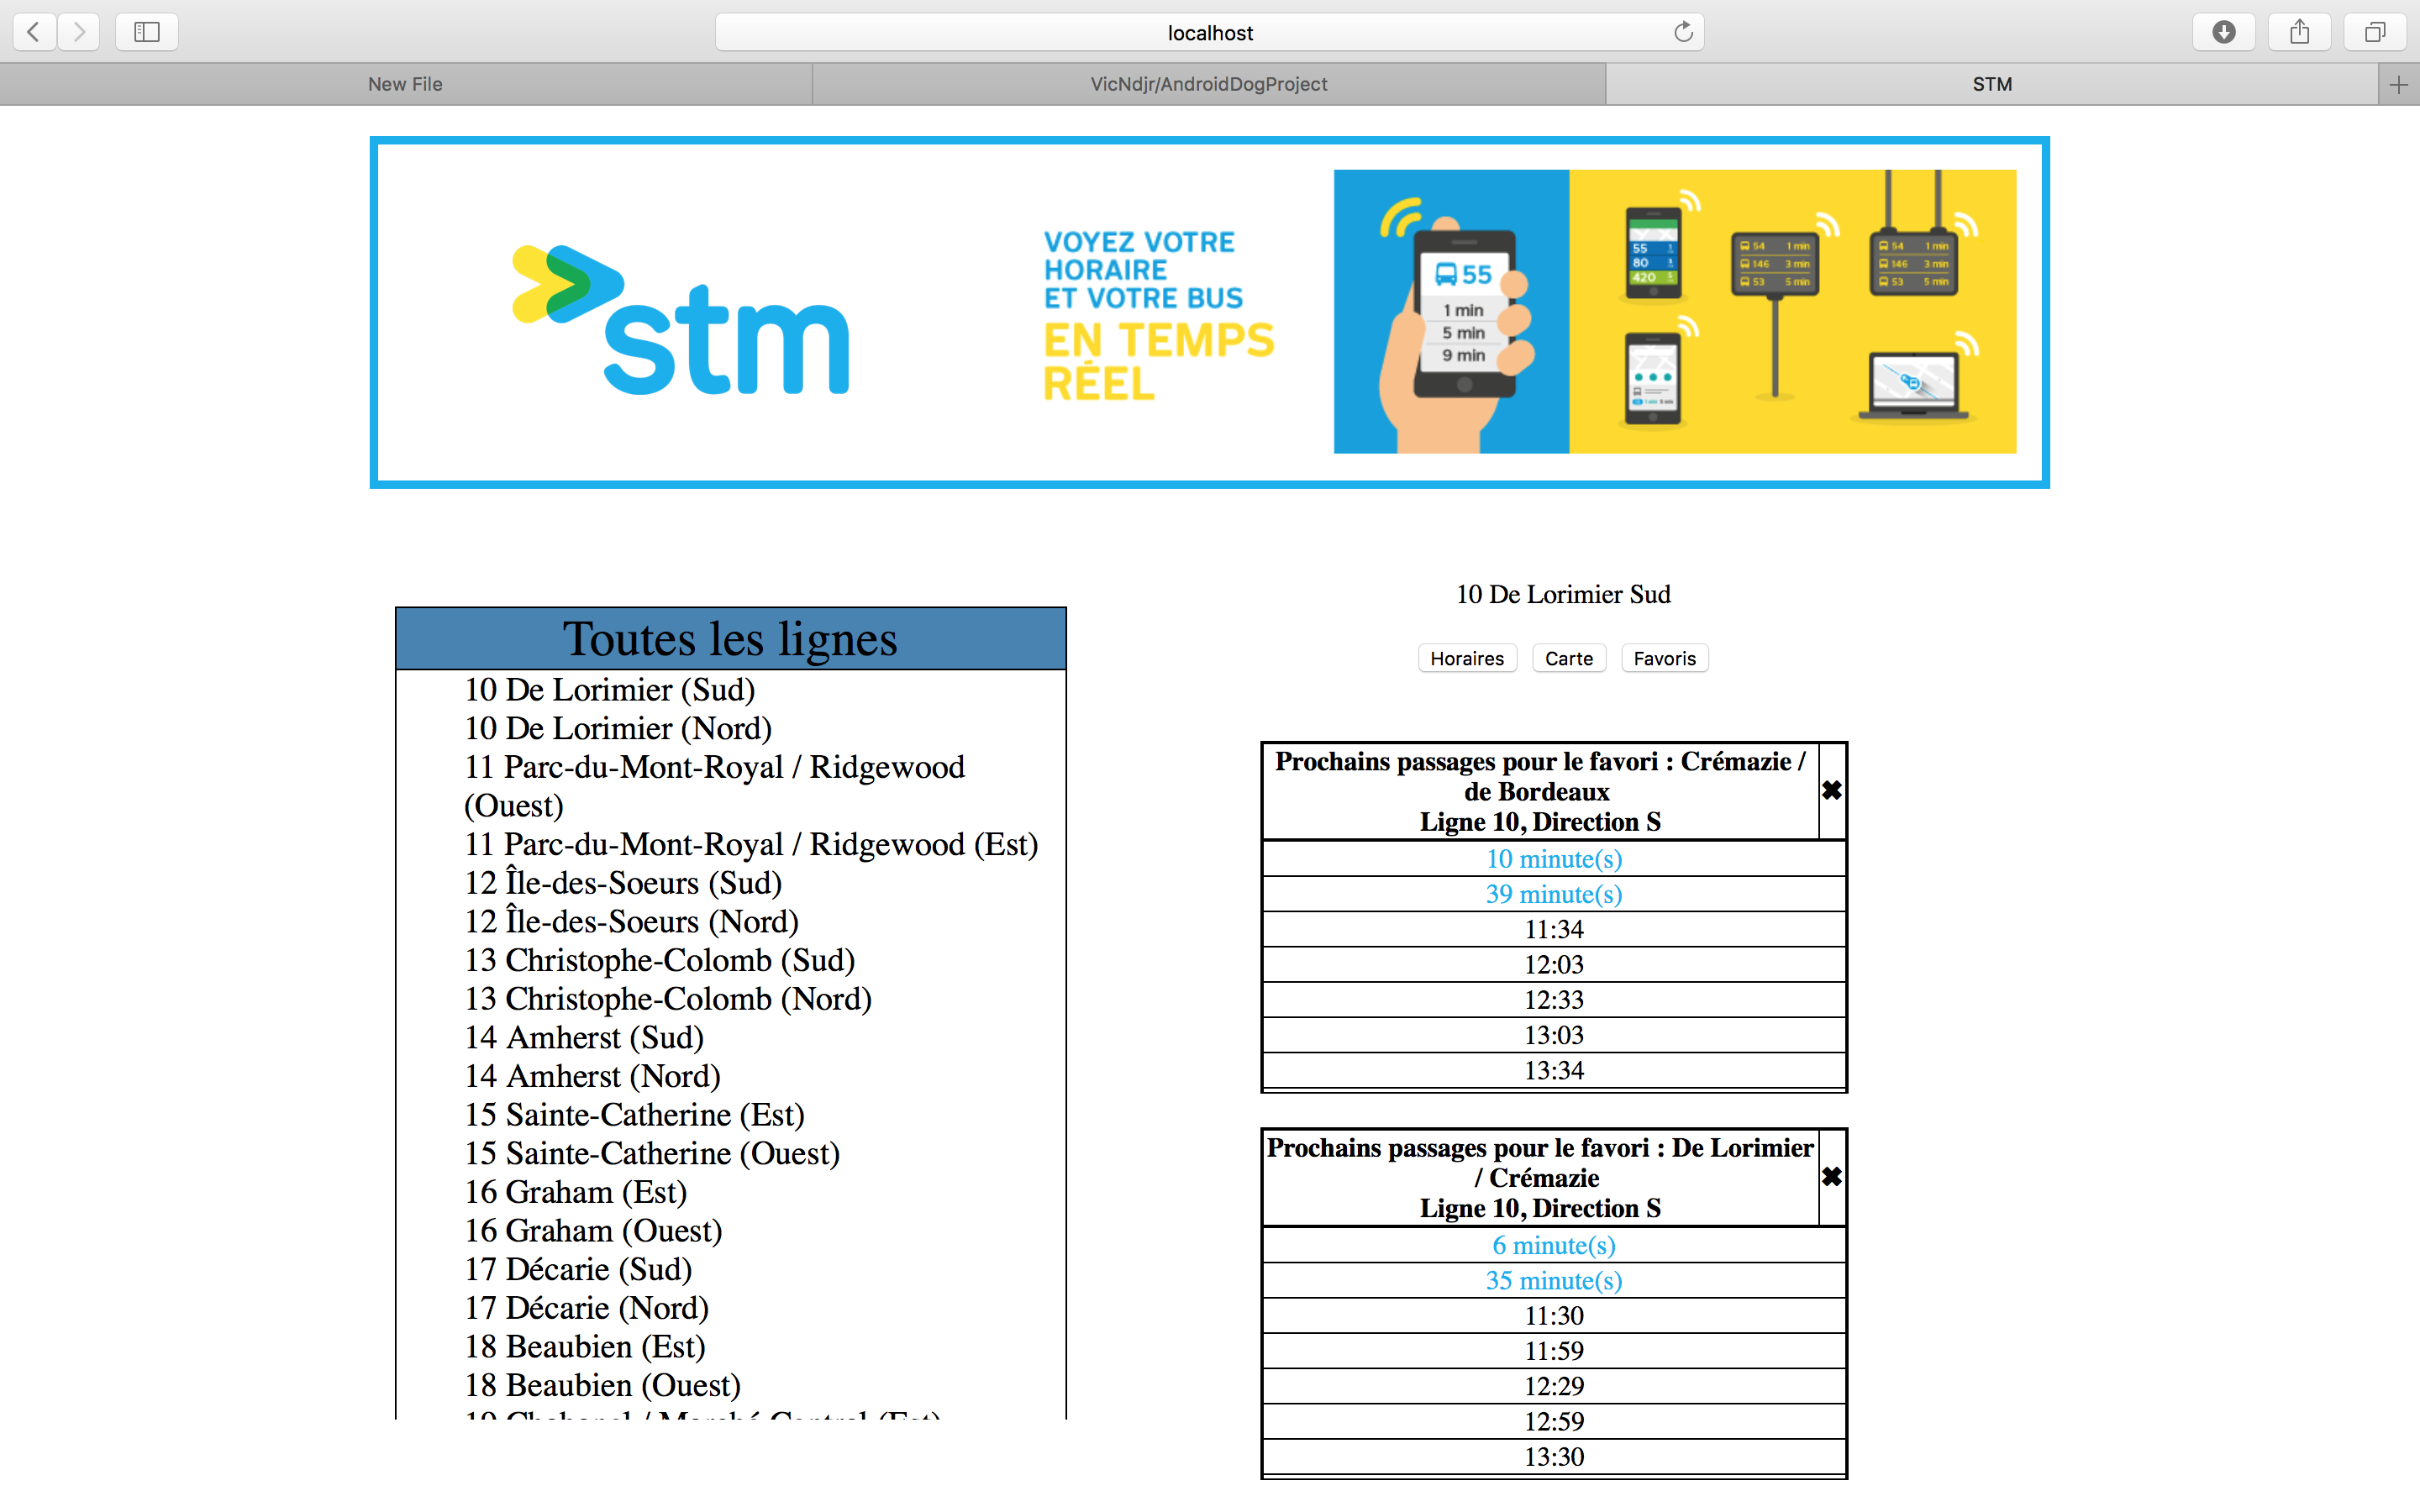 localhost
New File
VicNdjr/AndroidDogProject
STM
stm
VOYEZ VOTRE
HORAIRE
ET VOTRE BUS
EN TEMPS
RÉEL
55
1 min
5 min
9 min
55
80
420
54 1 min
146 3 min
53 5 min
54 1 min
146 3 min
53 5 min
10 De Lorimier Sud
Horaires
Carte
Favoris
Toutes les lignes
10 De Lorimier (Sud)
10 De Lorimier (Nord)
11 Parc-du-Mont-Royal / Ridgewood
(Ouest)
11 Parc-du-Mont-Royal / Ridgewood (Est)
12 Île-des-Soeurs (Sud)
12 Île-des-Soeurs (Nord)
13 Christophe-Colomb (Sud)
13 Christophe-Colomb (Nord)
14 Amherst (Sud)
14 Amherst (Nord)
15 Sainte-Catherine (Est)
15 Sainte-Catherine (Ouest)
16 Graham (Est)
16 Graham (Ouest)
17 Décarie (Sud)
17 Décarie (Nord)
18 Beaubien (Est)
18 Beaubien (Ouest)
Prochains passages pour le favori : Crémazie /
de Bordeaux
Ligne 10, Direction S
✖
10 minute(s)
39 minute(s)
11:34
12:03
12:33
13:03
13:34
Prochains passages pour le favori : De Lorimier
/ Crémazie
Ligne 10, Direction S
✖
6 minute(s)
35 minute(s)
11:30
11:59
12:29
12:59
13:30